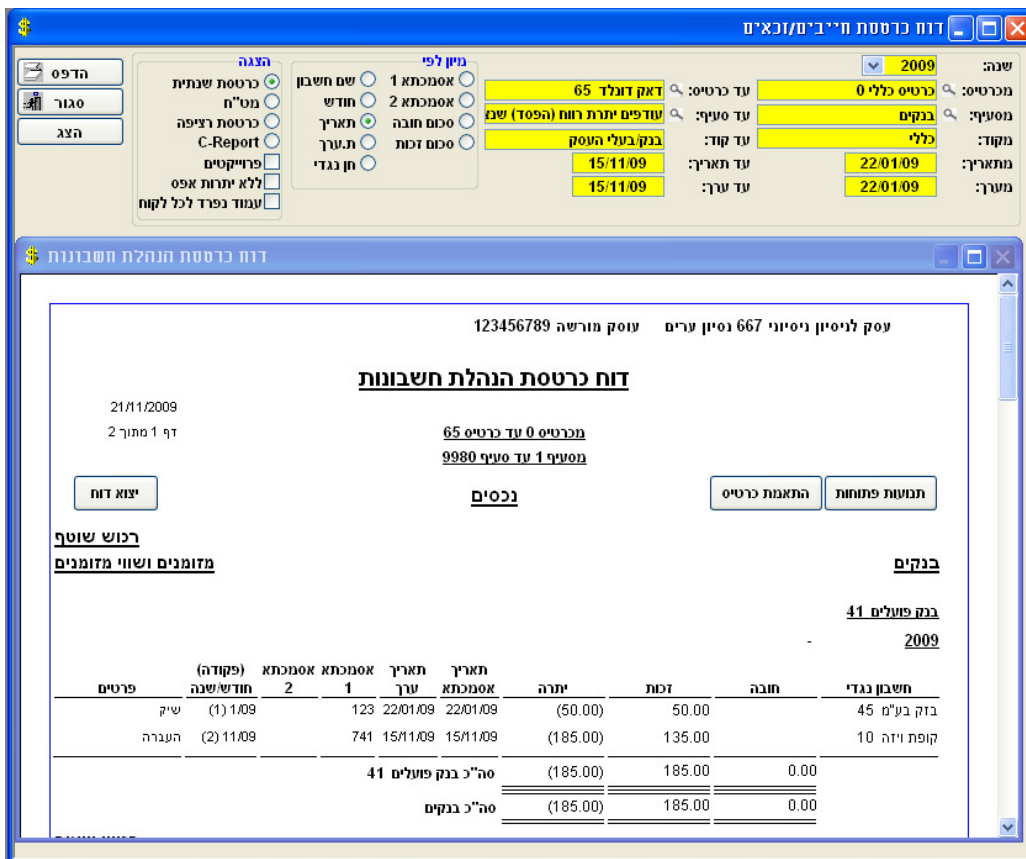 דוח כרטסת חייבים/זכאים
שנה: 2009
מכרטיס: כרטיס כללי 0 עד כרטיס: דאק דונלד 65
מסעיף: בנקים עד סעיף: עודפים יתרת רווח (הפסד) שנצ
מקוד: כללי עד קוד: בנק/בעלי העסק
מתאריך: 22/01/09 עד תאריך: 15/11/09
מערך: 22/01/09 עד ערך: 15/11/09
מיון לפי
אסמכתא 1 שם חשבון
אסמכתא 2 חודש
סכום חובה תאריך
סכום זכות ת.ערך
חן נגדי
הצגה
כרטסת שנתית
מט"ח
כרטסת רציפה
C-Report
פרוייקטים
ללא יתרות אפס
עמוד נפרד לכל לקוח
הדפס
סגור
הצג
דוח כרטסת הנהלת חשבונות
עסק לניסיון ניסיוני 667 נסיון ערים עוסק מורשה 123456789
דוח כרטסת הנהלת חשבונות
21/11/2009
דף 1 מתוך 2
מכרטיס 0 עד כרטיס 65
מסעיף 1 עד סעיף 9980
תנועות פתוחות התאמת כרטיס נכסים יצוא דוח
רכוש שוטף
בנקים מזומנים ושווי מזומנים
בנק פועלים 41
2009 -
חשבון נגדי חובה זכות יתרה תאריך אסמכתא תאריך ערך אסמכתא 1 אסמכתא 2 (פקודה) חודש/שנה פרטים
בזק בע"מ 45 50.00 (50.00) 22/01/09 22/01/09 123 1/09 (1) שיק
קופת ויזה 10 135.00 (185.00) 15/11/09 15/11/09 741 11/09 (2) העברה
0.00 185.00 (185.00) סה"כ בנק פועלים 41
0.00 185.00 (185.00) סה"כ בנקים